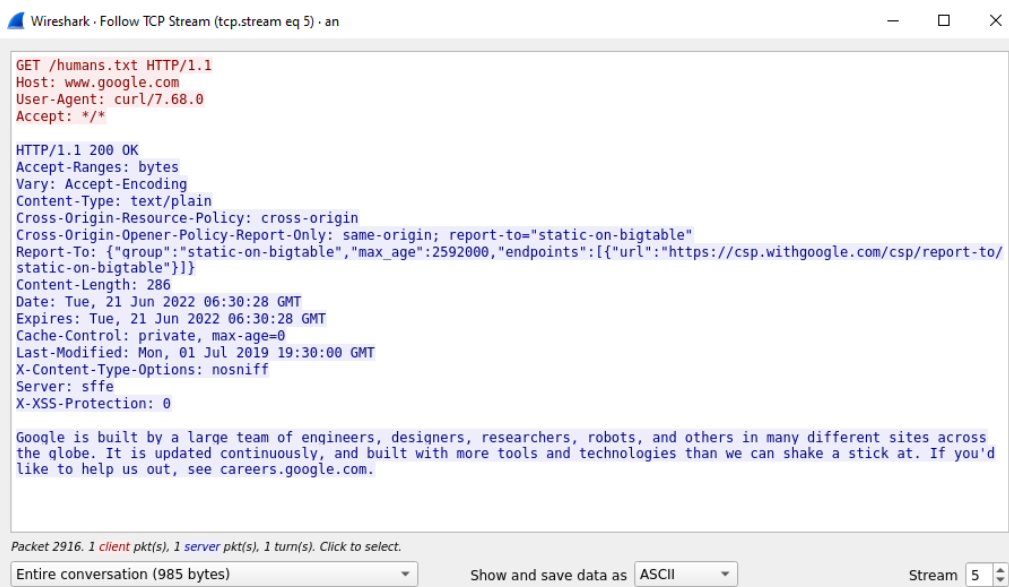 Wireshark · Follow TCP Stream (tcp.stream eq 5) · an
GET /humans.txt HTTP/1.1
Host: www.google.com
User-Agent: curl/7.68.0
Accept: */*
HTTP/1.1 200 OK
Accept-Ranges: bytes
Vary: Accept-Encoding
Content-Type: text/plain
Cross-Origin-Resource-Policy: cross-origin
Cross-Origin-Opener-Policy-Report-Only: same-origin; report-to="static-on-bigtable"
Report-To: {"group":"static-on-bigtable","max_age":2592000,"endpoints":[{"url":"https://csp.withgoogle.com/csp/report-to/
static-on-bigtable"}]}
Content-Length: 286
Date: Tue, 21 Jun 2022 06:30:28 GMT
Expires: Tue, 21 Jun 2022 06:30:28 GMT
Cache-Control: private, max-age=0
Last-Modified: Mon, 01 Jul 2019 19:30:00 GMT
X-Content-Type-Options: nosniff
Server: sffe
X-XSS-Protection: 0
Google is built by a large team of engineers, designers, researchers, robots, and others in many different sites across
the globe. It is updated continuously, and built with more tools and technologies than we can shake a stick at. If you'd
like to help us out, see careers.google.com.
Packet 2916. 1 client pkt(s), 1 server pkt(s), 1 turn(s). Click to select.
Entire conversation (985 bytes) Show and save data as ASCII Stream 5